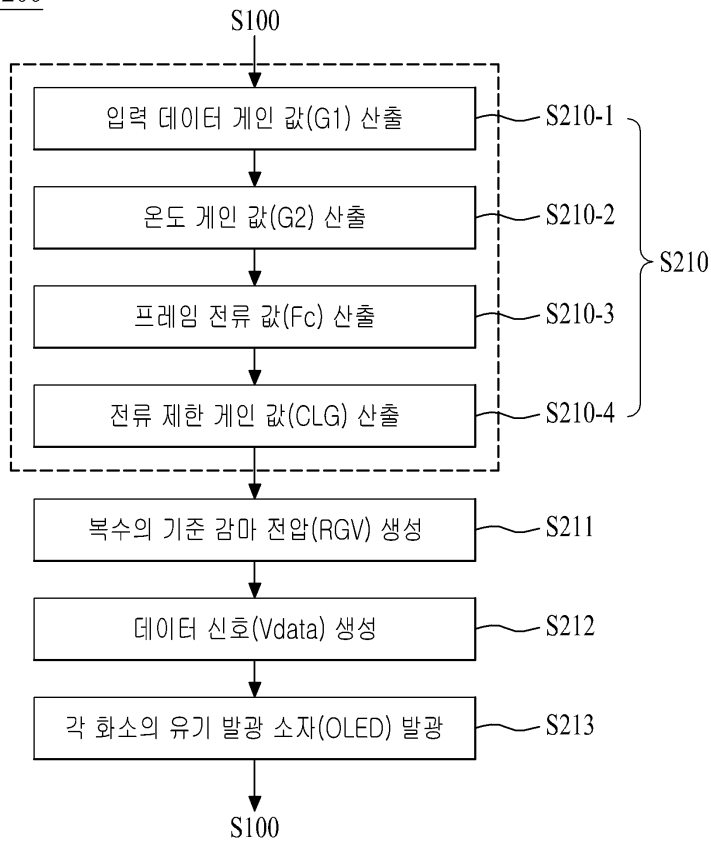 S100
입력 데이터 게인 값(G1) 산출
S210-1
온도 게인 값(G2) 산출
S210-2
S210
프레임 전류 값(Fc) 산출
S210-3
전류 제한 게인 값(CLG) 산출
S210-4
복수의 기준 감마 전압(RGV) 생성
S211
데이터 신호(Vdata) 생성
S212
각 화소의 유기 발광 소자(OLED) 발광
S213
S100